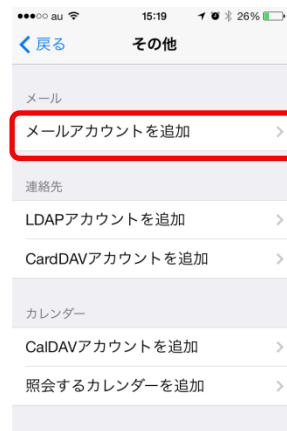 au 15:19 26%
戻る その他
メール
メールアカウントを追加
連絡先
LDAPアカウントを追加
CardDAVアカウントを追加
カレンダー
CalDAVアカウントを追加
照会するカレンダーを追加